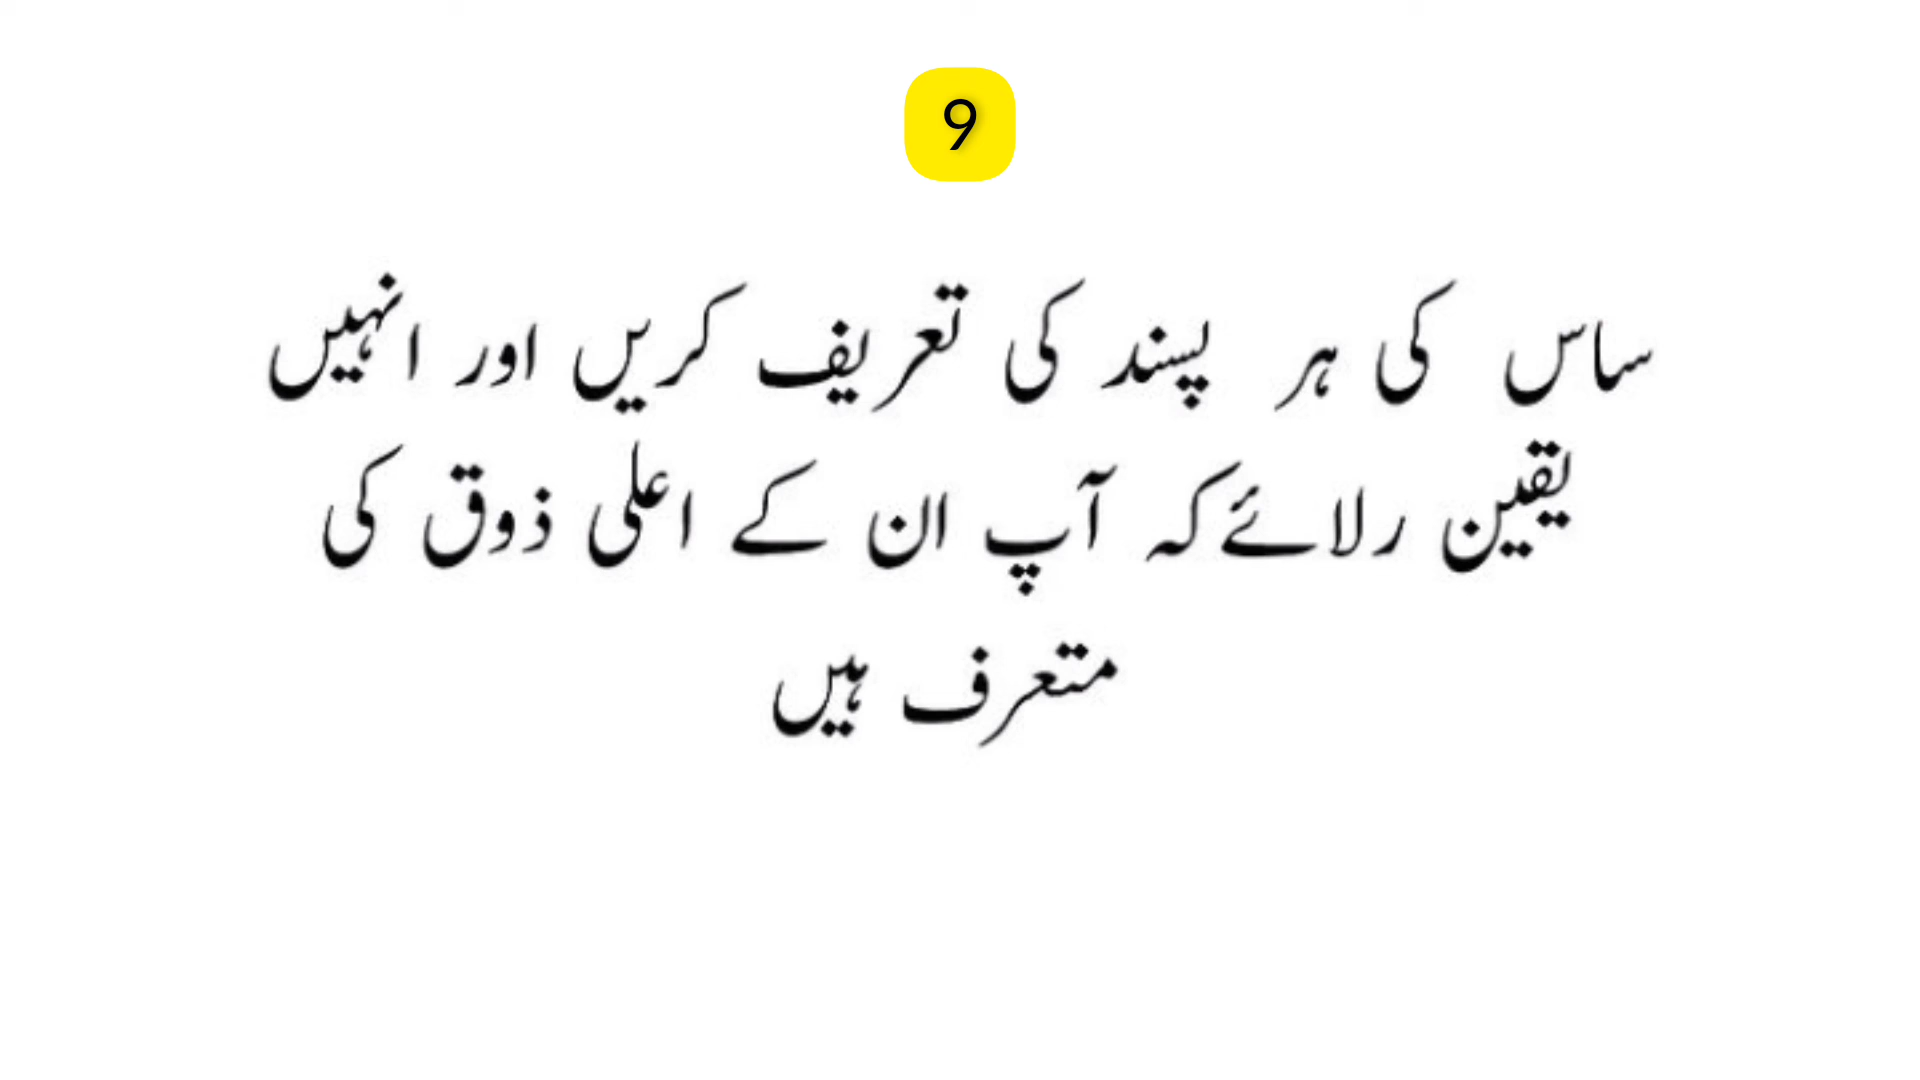 9
ساس کی ہر پسند کی تعریف کریں اور انہیں
یقین رلائے کہ آپ ان کے اعلی ذوق کی
متعرف ہیں